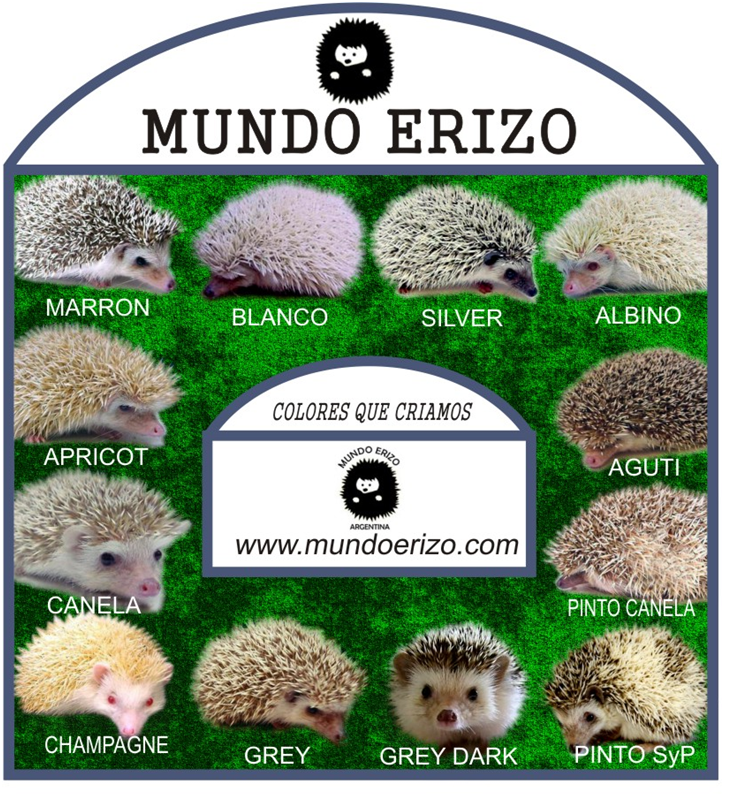 MUNDO ERIZO
MARRON
BLANCO
SILVER
ALBINO
COLORES QUE CRIAMOS
APRICOT
AGUTI
MUNDO ERIZO
ARGENTINA
www.mundoerizo.com
CANELA
PINTO CANELA
CHAMPAGNE
GREY
GREY DARK
PINTO SyP